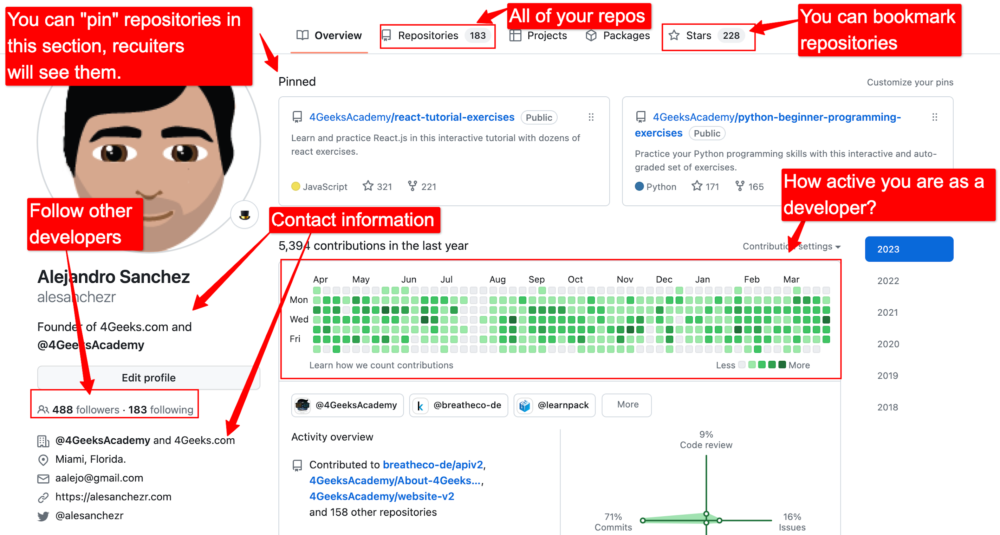 You can "pin" repositories in
this section, recuiters
will see them.
All of your repos
You can bookmark
repositories
Overview
Repositories 183
Projects
Packages
Stars 228
Pinned
Customize your pins
4GeeksAcademy/react-tutorial-exercises Public
Learn and practice React.js in this interactive tutorial with dozens of
react exercises.
JavaScript 321 221
4GeeksAcademy/python-beginner-programming-
exercises Public
Practice your Python programming skills with this interactive and auto-
graded set of exercises.
Python 171 165
How active you are as a
developer?
Follow other
developers
Contact information
Alejandro Sanchez
alesanchezr
Founder of 4Geeks.com and
@4GeeksAcademy
Edit profile
488 followers · 183 following
@4GeeksAcademy and 4Geeks.com
Miami, Florida.
aalejo@gmail.com
https://alesanchezr.com
@alesanchezr
5,394 contributions in the last year
Contribution settings
Apr May Jun Jul Aug Sep Oct Nov Dec Jan Feb Mar
Mon
Wed
Fri
Learn how we count contributions
Less More
2023
2022
2021
2020
2019
2018
@4GeeksAcademy
k @breatheco-de
@learnpack
More
Activity overview
Contributed to breatheco-de/apiv2,
4GeeksAcademy/About-4Geeks...,
4GeeksAcademy/website-v2
and 158 other repositories
9%
Code review
71%
Commits
16%
Issues